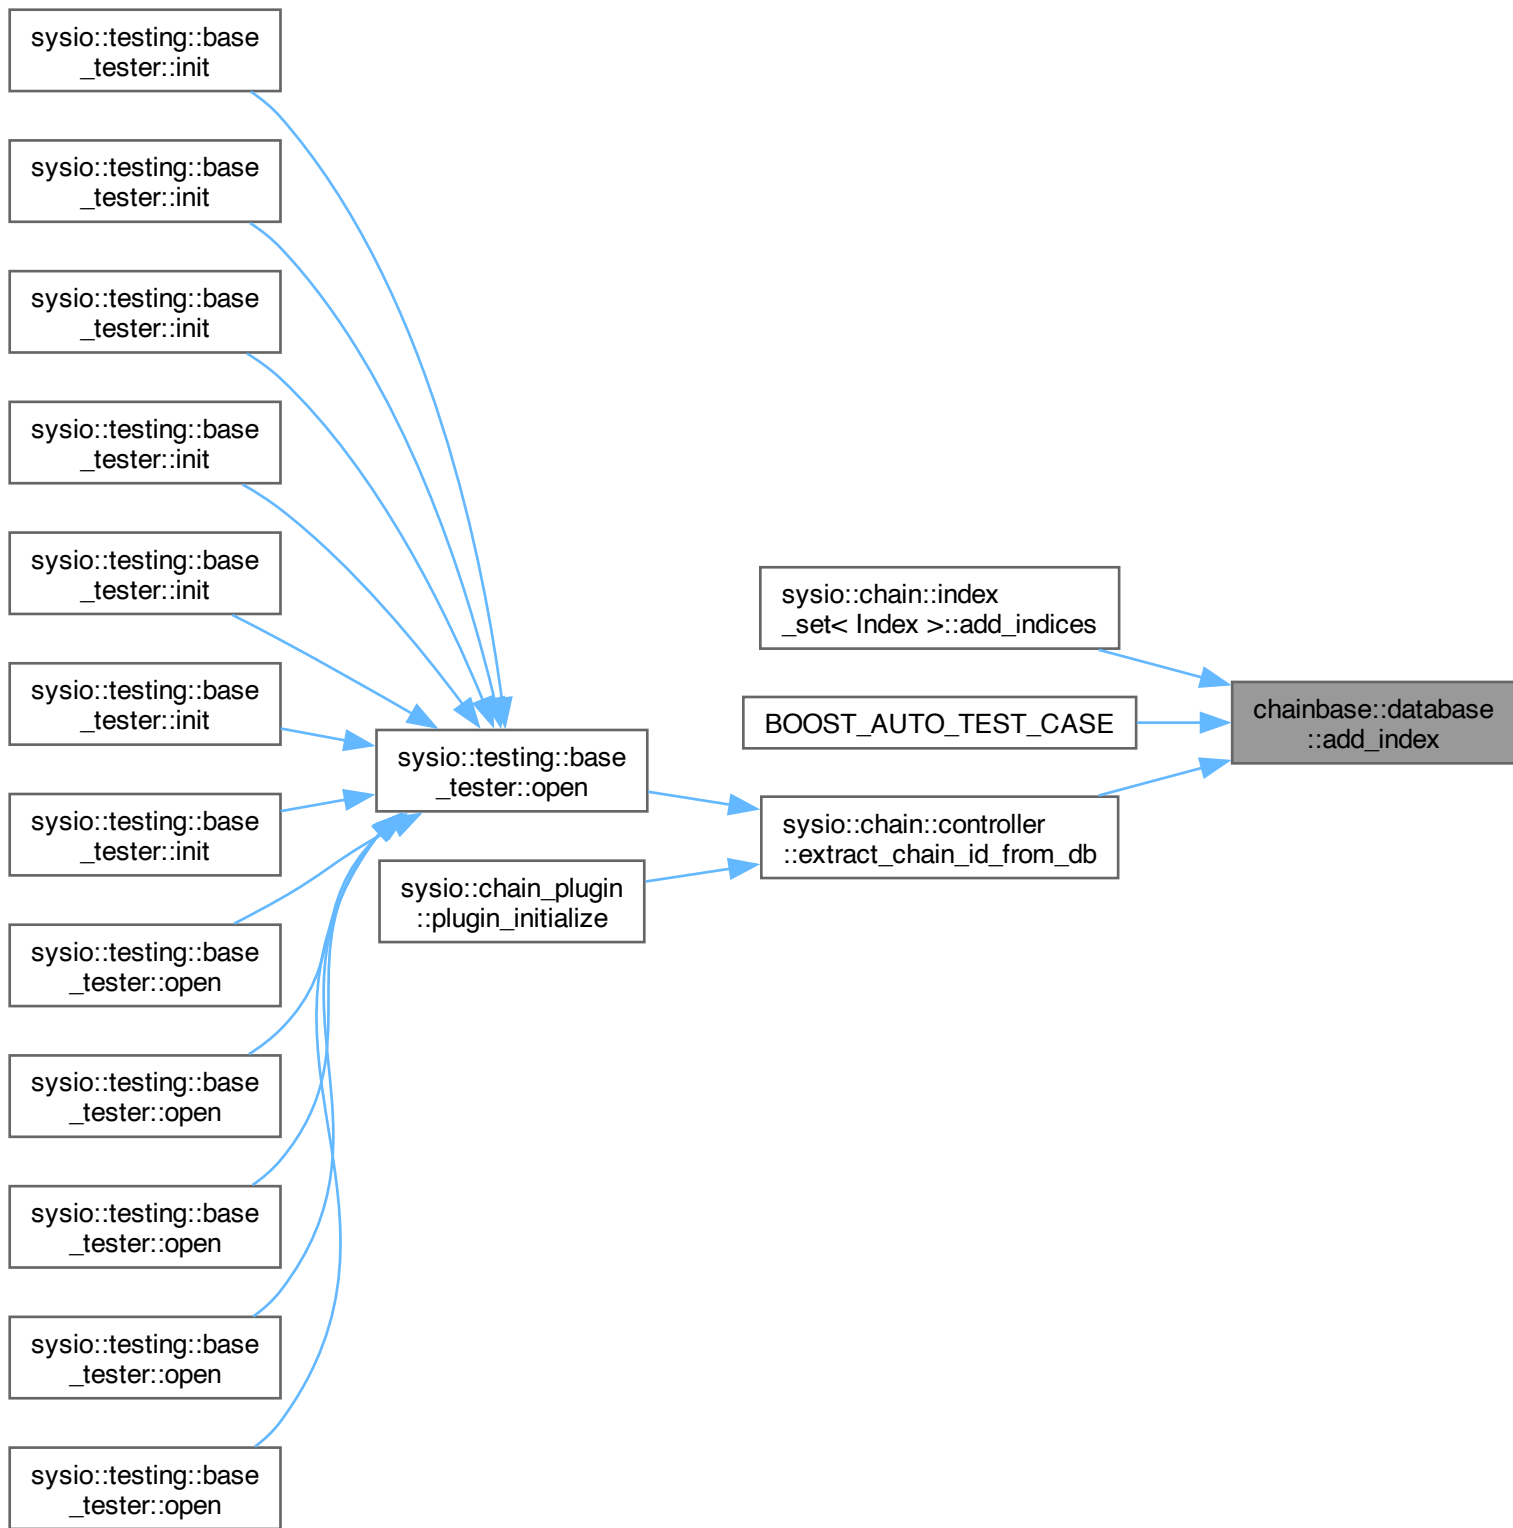 sysio::testing::base
_tester::init
sysio::testing::base
_tester::init
sysio::testing::base
_tester::init
sysio::testing::base
_tester::init
sysio::testing::base
_tester::init
sysio::testing::base
_tester::init
sysio::testing::base
_tester::init
sysio::testing::base
_tester::open
sysio::testing::base
_tester::open
sysio::testing::base
_tester::open
sysio::testing::base
_tester::open
sysio::testing::base
_tester::open
sysio::testing::base
_tester::open
sysio::chain_plugin
::plugin_initialize
sysio::chain::index
_set< Index >::add_indices
BOOST_AUTO_TEST_CASE
sysio::chain::controller
::extract_chain_id_from_db
chainbase::database
::add_index